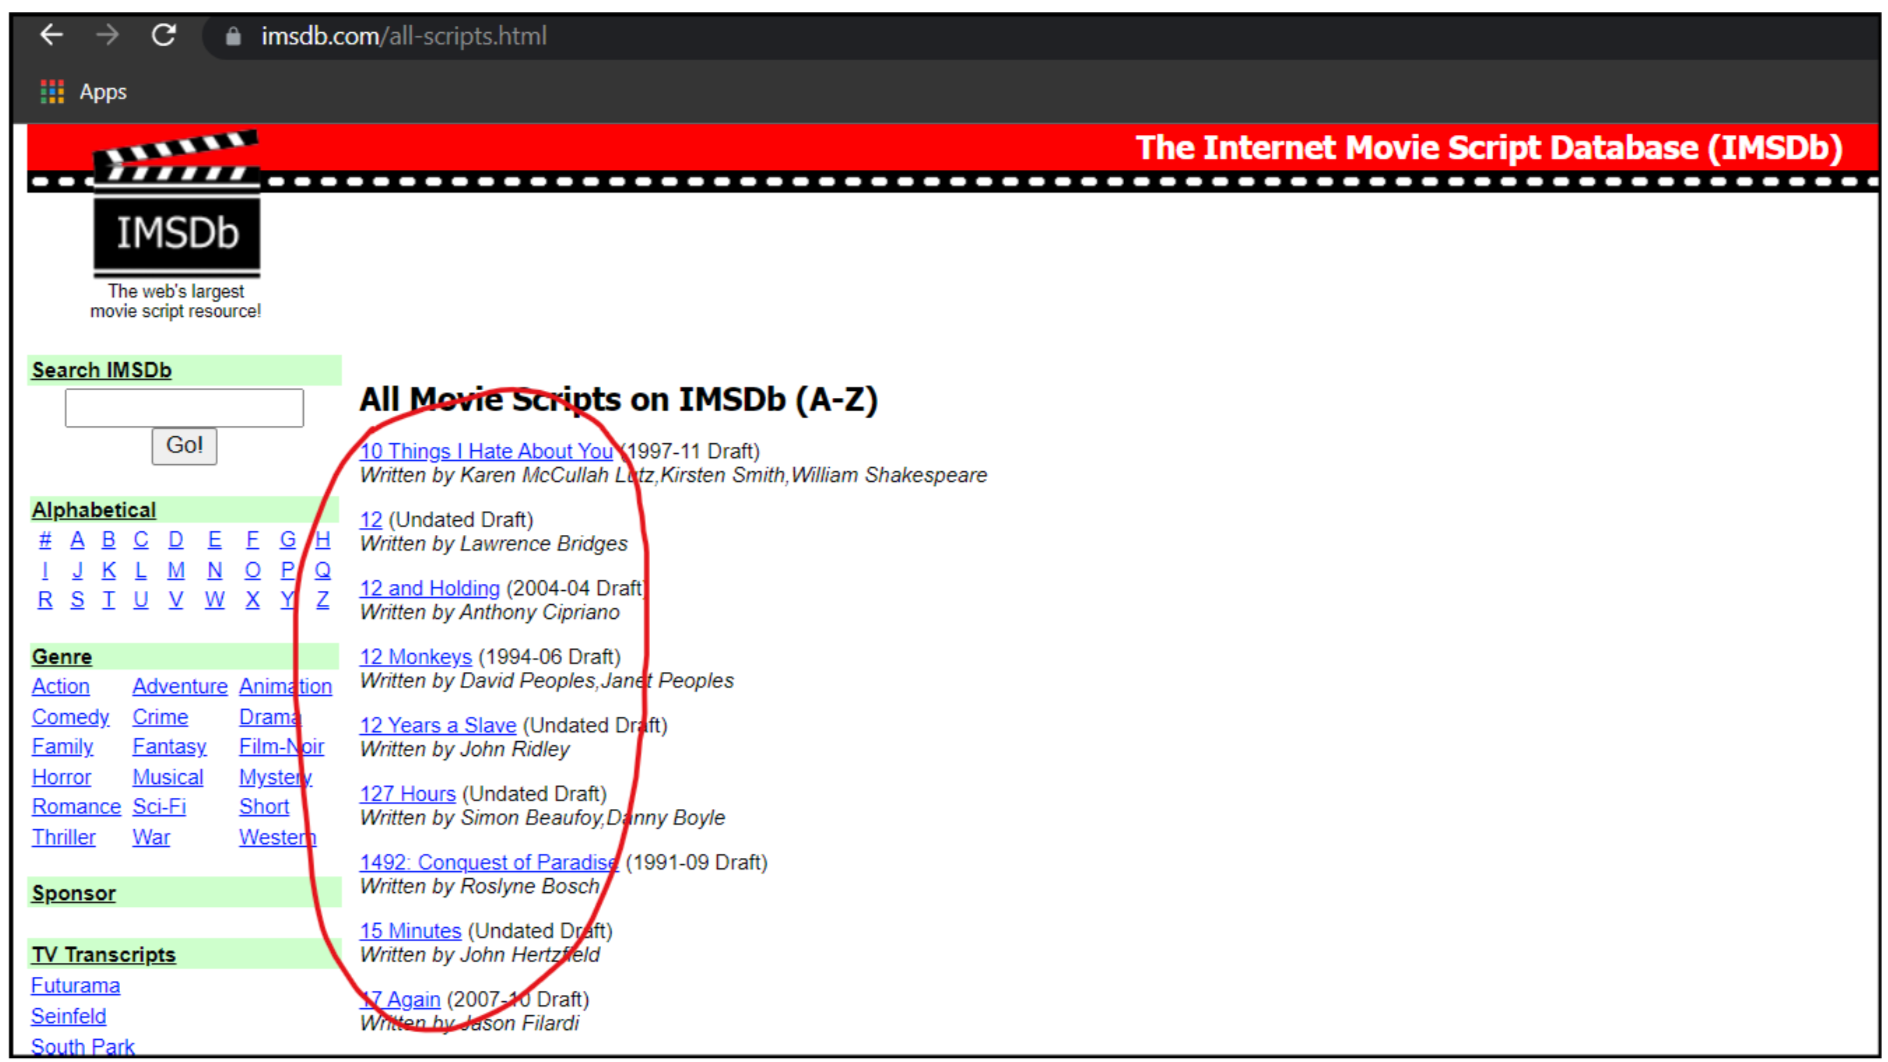 imsdb.com/all-scripts.html
Apps
The Internet Movie Script Database (IMSDb)
IMSDb
The web's largest
movie script resource!
Search IMSDb
Go!
Alphabetical
# A B C D E F G H
I J K L M N O P Q
R S T U V W X Y Z
Genre
Action Adventure Animation
Comedy Crime Drama
Family Fantasy Film-Noir
Horror Musical Mystery
Romance Sci-Fi Short
Thriller War Western
Sponsor
TV Transcripts
Futurama
Seinfeld
South Park
All Movie Scripts on IMSDb (A-Z)
10 Things I Hate About You (1997-11 Draft)
Written by Karen McCullah Lutz,Kirsten Smith,William Shakespeare
12 (Undated Draft)
Written by Lawrence Bridges
12 and Holding (2004-04 Draft)
Written by Anthony Cipriano
12 Monkeys (1994-06 Draft)
Written by David Peoples,Janet Peoples
12 Years a Slave (Undated Draft)
Written by John Ridley
127 Hours (Undated Draft)
Written by Simon Beaufoy,Danny Boyle
1492: Conquest of Paradise (1991-09 Draft)
Written by Roslyne Bosch
15 Minutes (Undated Draft)
Written by John Hertzfield
17 Again (2007-10 Draft)
Written by Jason Filardi